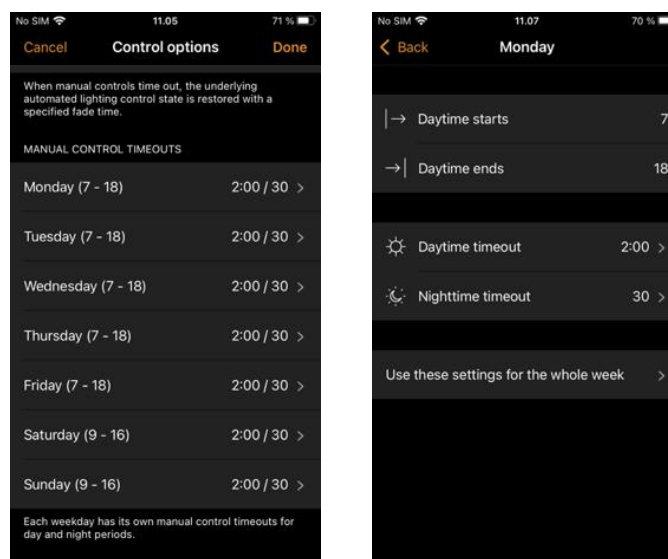 No SIM 11.05 71 %
Cancel Control options Done
When manual controls time out, the underlying
automated lighting control state is restored with a
specified fade time.
MANUAL CONTROL TIMEOUTS
Monday (7 - 18) 2:00 / 30 >
Tuesday (7 - 18) 2:00 / 30 >
Wednesday (7 - 18) 2:00 / 30 >
Thursday (7 - 18) 2:00 / 30 >
Friday (7 - 18) 2:00 / 30 >
Saturday (9 - 16) 2:00 / 30 >
Sunday (9 - 16) 2:00 / 30 >
Each weekday has its own manual control timeouts for
day and night periods.
No SIM 11.07 70 %
< Back Monday
Daytime starts 7
Daytime ends 18
Daytime timeout 2:00 >
Nighttime timeout 30 >
Use these settings for the whole week >